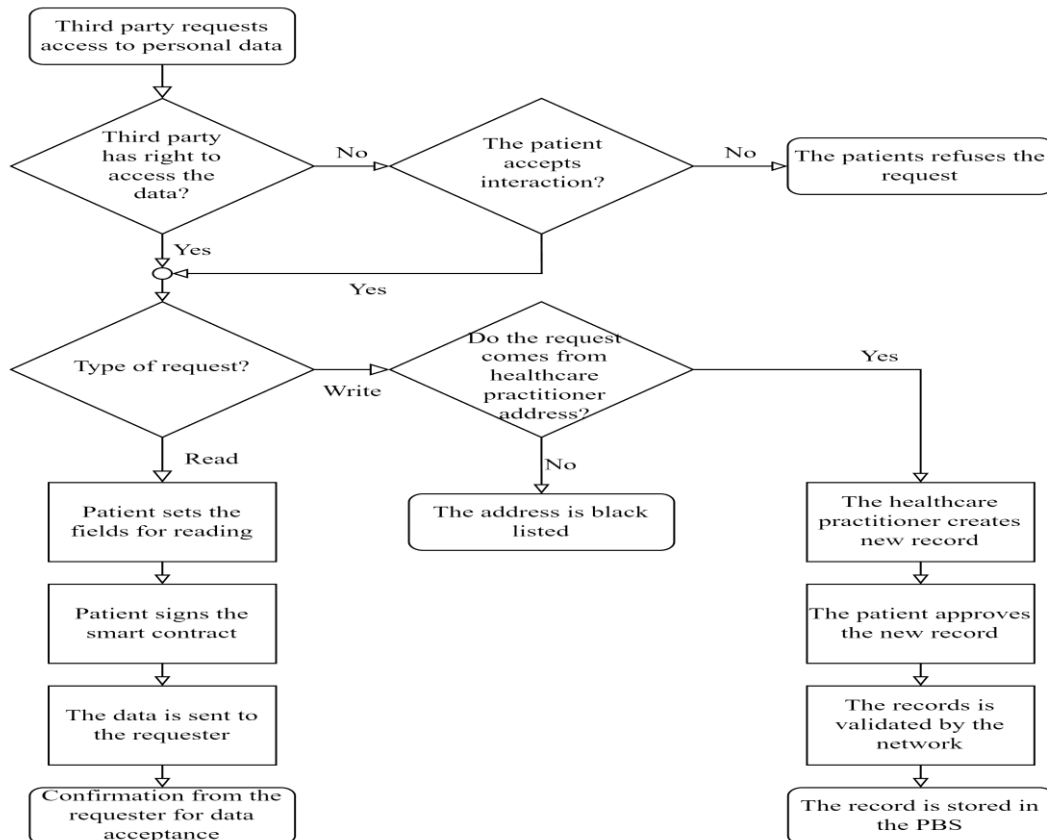 Third party requests
access to personal data
Third party
has right to
access the
data?
No
The patient
accepts
interaction?
No
The patients refuses the
request
Yes
Yes
Type of request?
Write
Do the request
comes from
healthcare
practitioner
address?
Yes
Read
No
Patient sets the
fields for reading
The address is black
listed
The healthcare
practitioner creates
new record
Patient signs the
smart contract
The patient approves
the new record
The data is sent to
the requester
The records is
validated by the
network
Confirmation from the
requester for data
acceptance
The record is stored in
the PBS